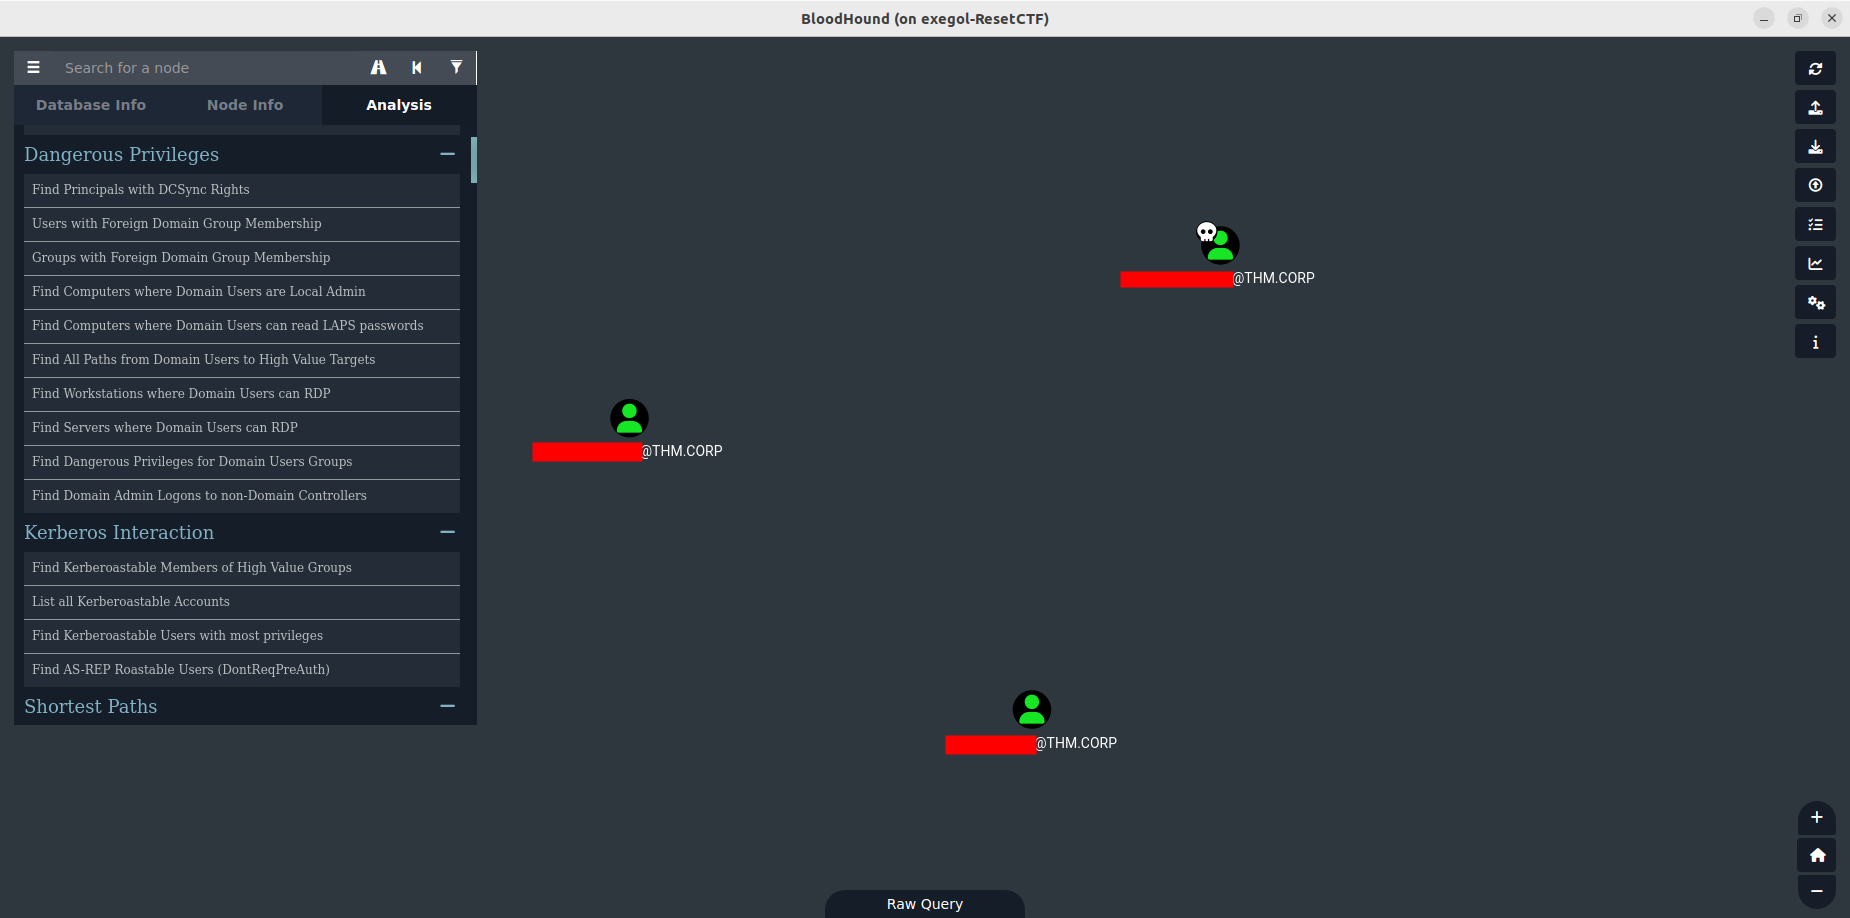 BloodHound (on exegol-ResetCTF)
Search for a node
Database Info
Node Info
Analysis
Dangerous Privileges
Find Principals with DCSync Rights
Users with Foreign Domain Group Membership
Groups with Foreign Domain Group Membership
Find Computers where Domain Users are Local Admin
Find Computers where Domain Users can read LAPS passwords
Find All Paths from Domain Users to High Value Targets
Find Workstations where Domain Users can RDP
Find Servers where Domain Users can RDP
Find Dangerous Privileges for Domain Users Groups
Find Domain Admin Logons to non-Domain Controllers
Kerberos Interaction
Find Kerberoastable Members of High Value Groups
List all Kerberoastable Accounts
Find Kerberoastable Users with most privileges
Find AS-REP Roastable Users (DontReqPreAuth)
Shortest Paths
@THM.CORP
@THM.CORP
@THM.CORP
Raw Query